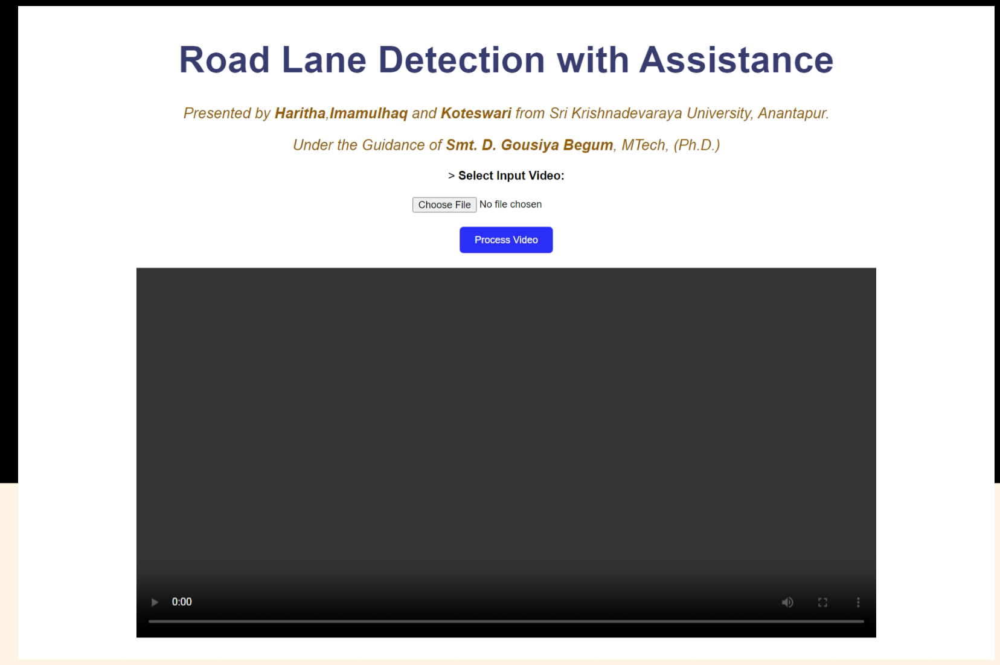 Road Lane Detection with Assistance
Presented by Haritha,Imamulhaq and Koteswari from Sri Krishnadevaraya University, Anantapur.
Under the Guidance of Smt. D. Gousiya Begum, MTech, (Ph.D.)
> Select Input Video:
Choose File No file chosen
Process Video
0:00